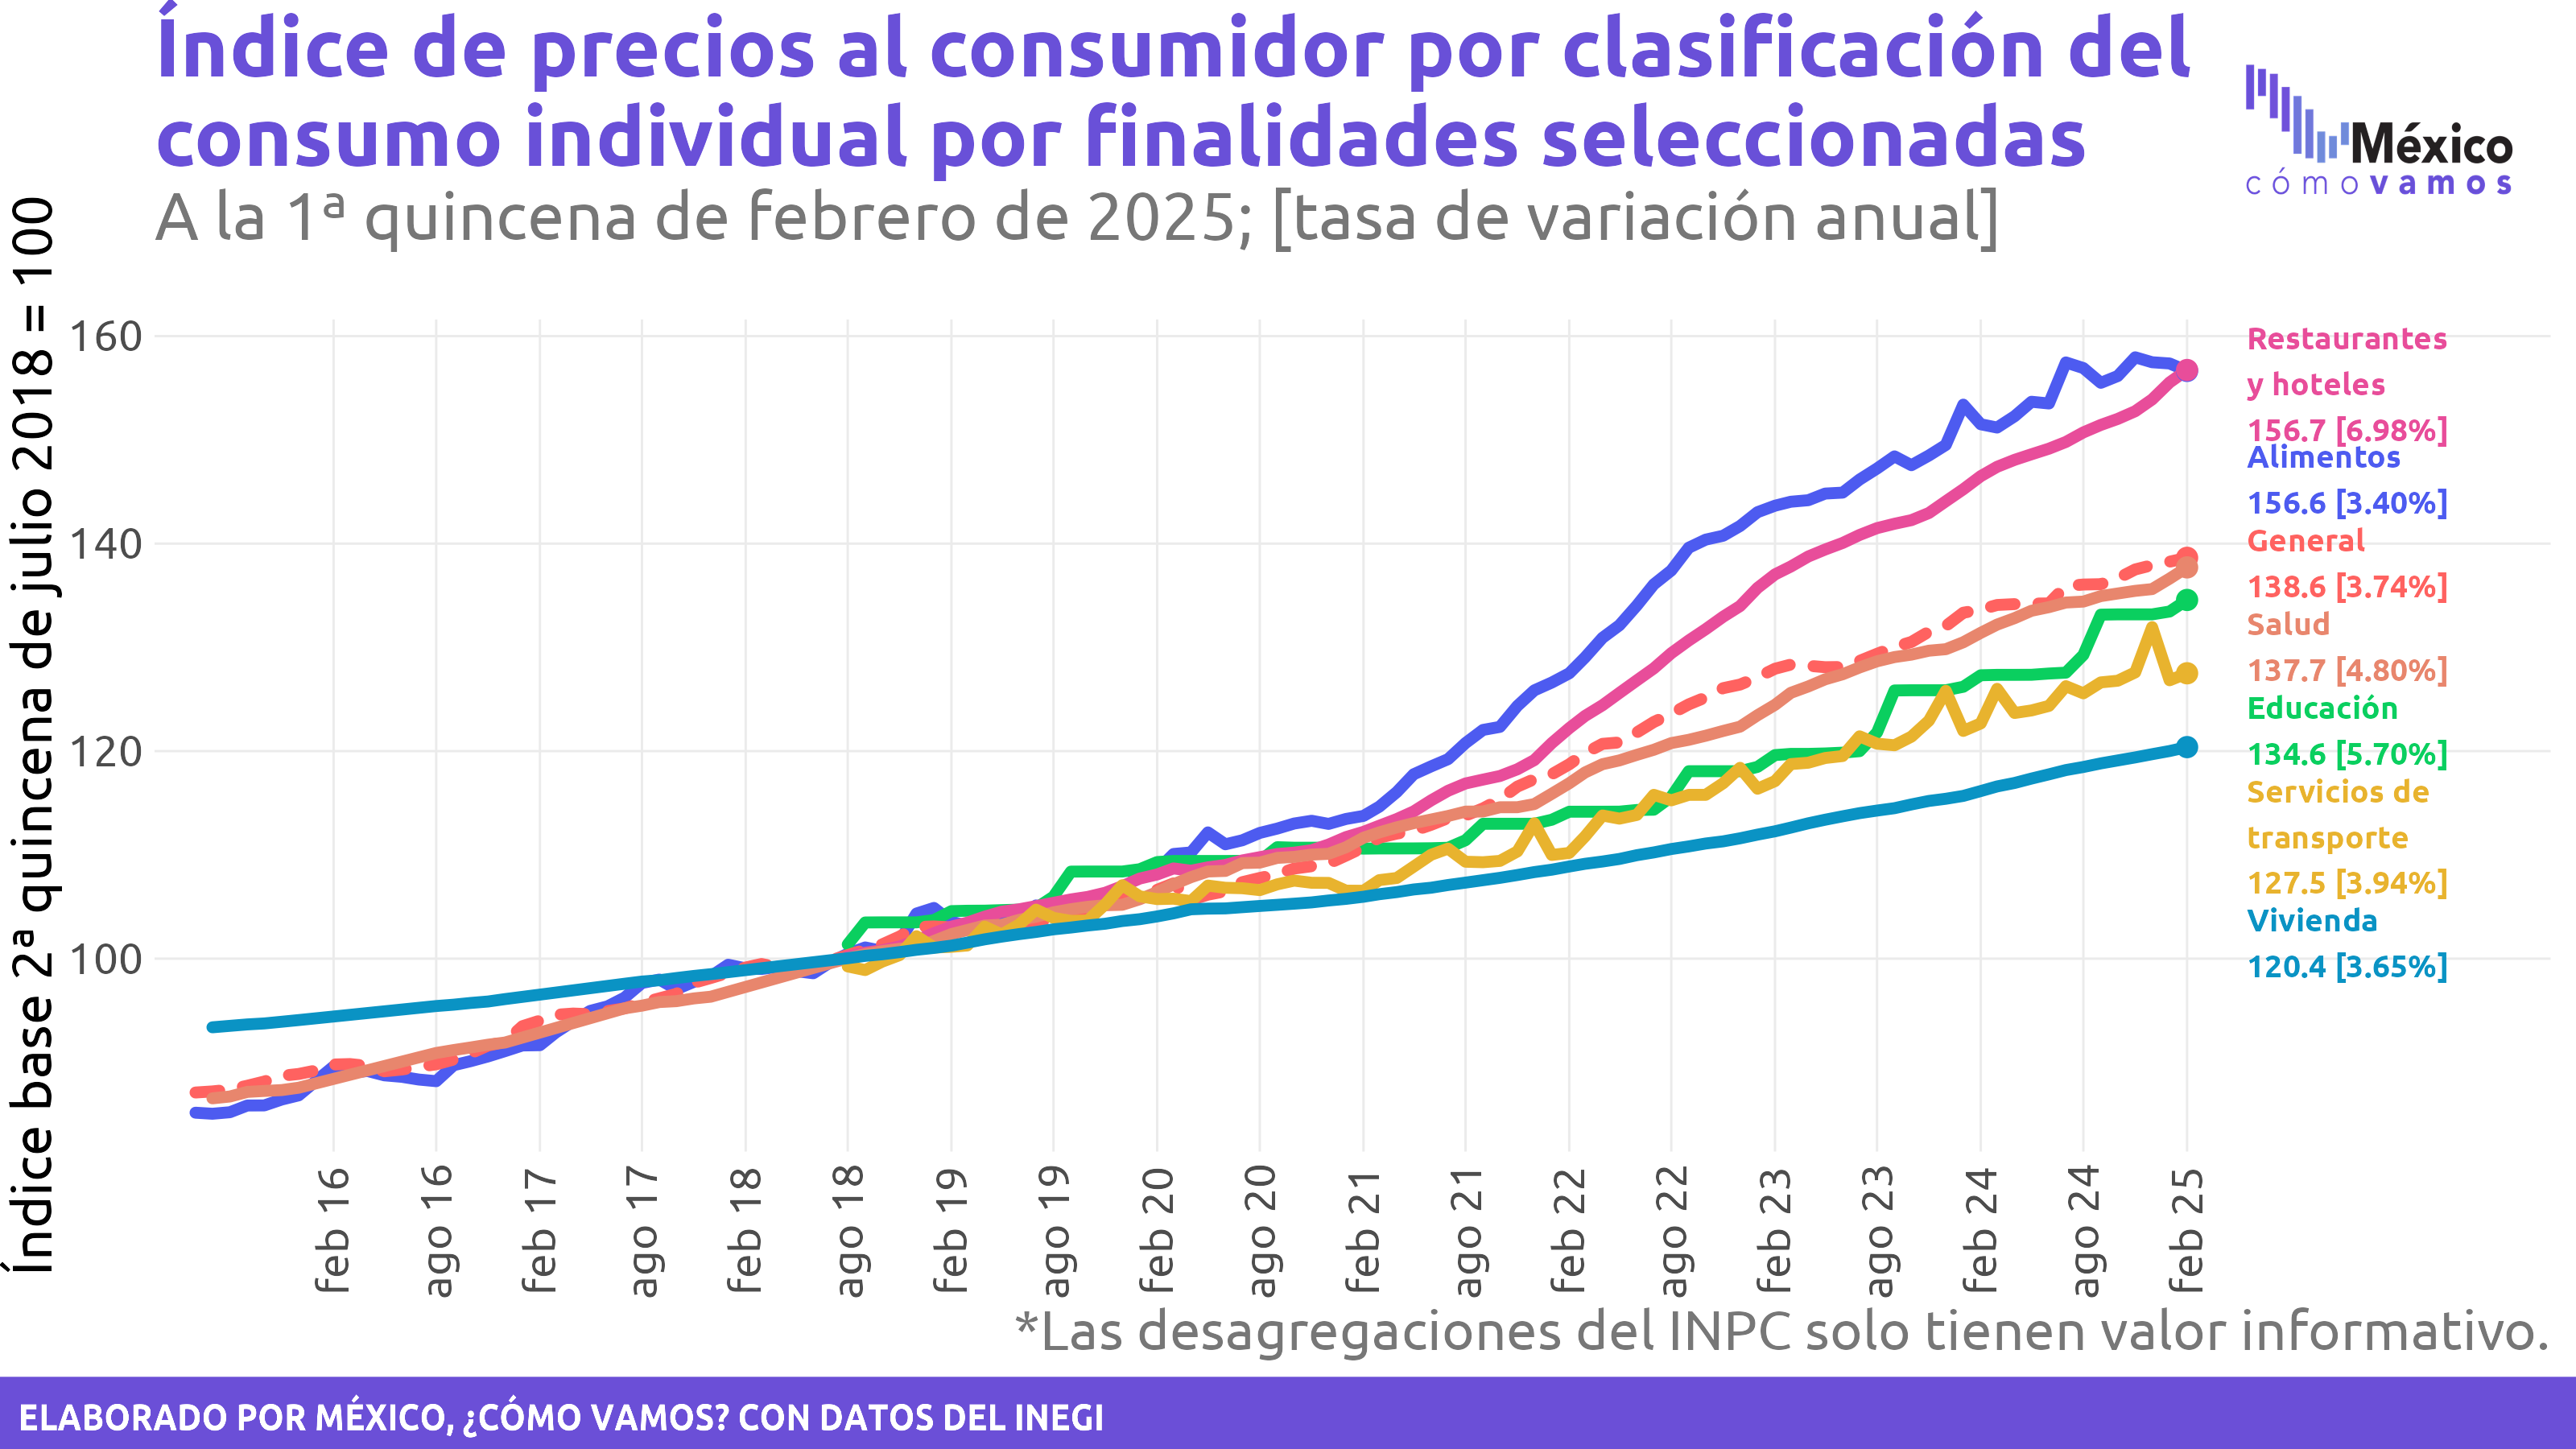 Índice de precios al consumidor por clasificación del
consumo individual por finalidades seleccionadas
A la 1ª quincena de febrero de 2025; [tasa de variación anual]
México
cómo vamos
Índice base 2ª quincena de julio 2018 = 100
160
140
120
100
Restaurantes
y hoteles
156.7 [6.98%]
Alimentos
156.6 [3.40%]
General
138.6 [3.74%]
Salud
137.7 [4.80%]
Educación
134.6 [5.70%]
Servicios de
transporte
127.5 [3.94%]
Vivienda
120.4 [3.65%]
feb 16
ago 16
feb 17
ago 17
feb 18
ago 18
feb 19
ago 19
feb 20
ago 20
feb 21
ago 21
feb 22
ago 22
feb 23
ago 23
feb 24
ago 24
feb 25
*Las desagregaciones del INPC solo tienen valor informativo.
ELABORADO POR MÉXICO, ¿CÓMO VAMOS? CON DATOS DEL INEGI